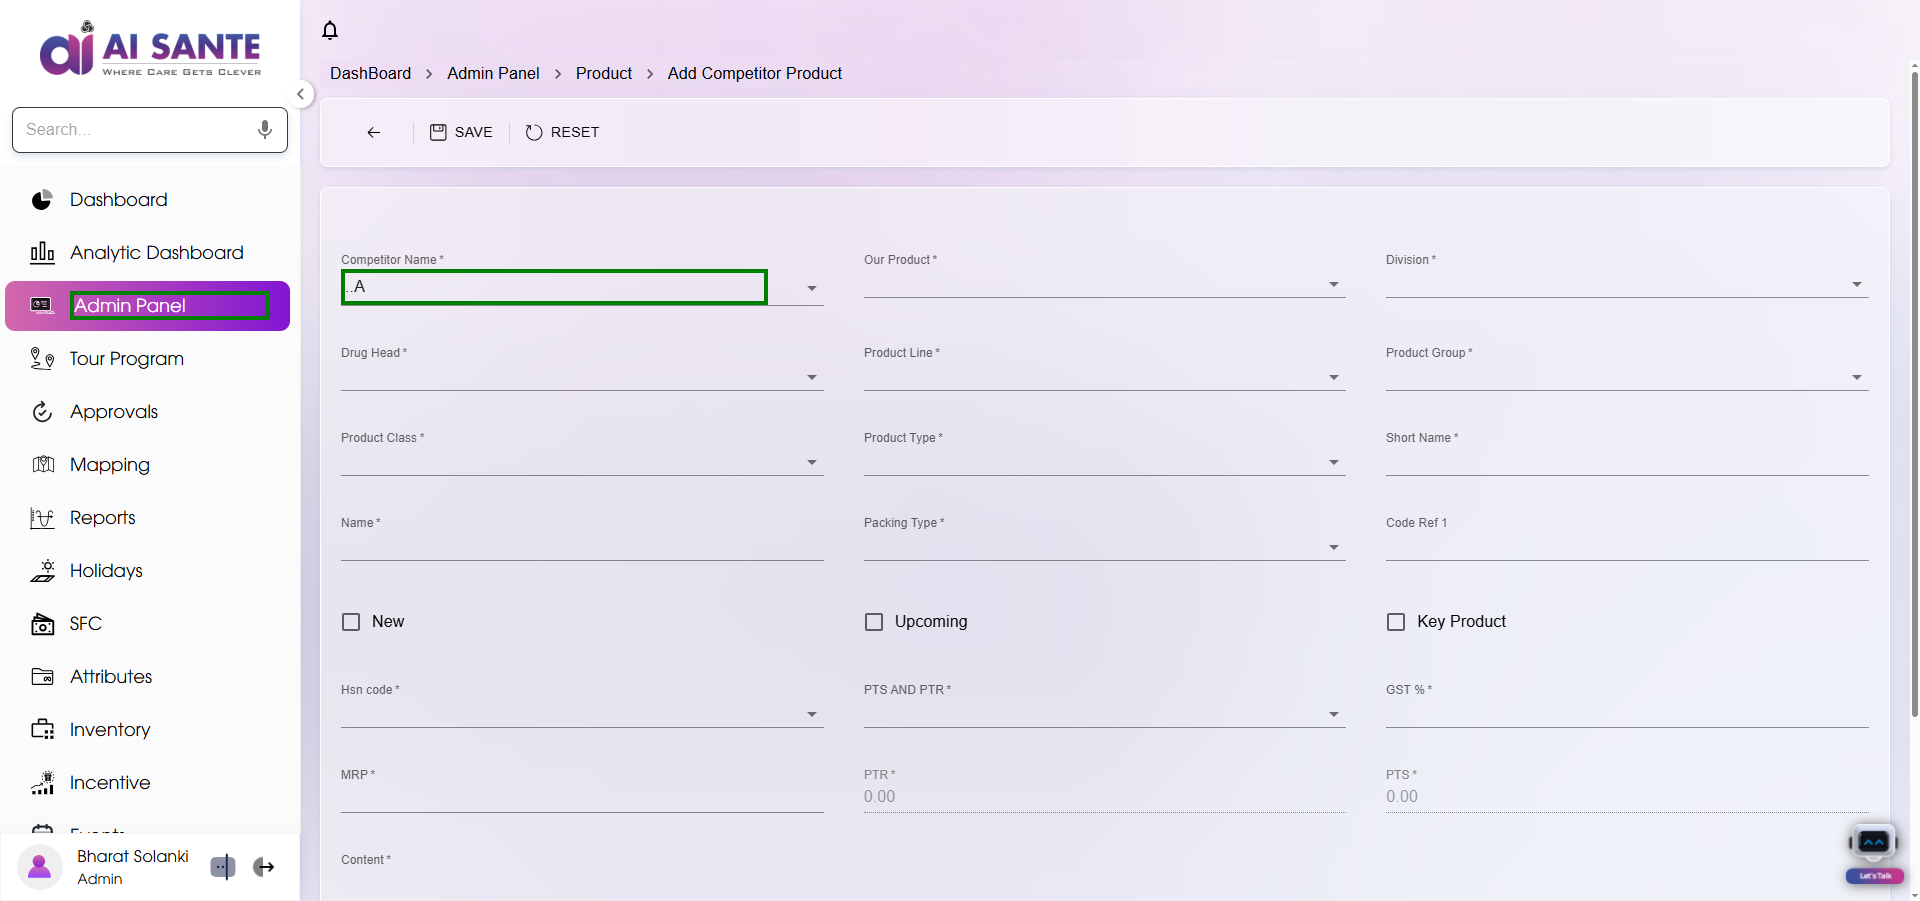 AI SANTE
WHERE CARE GETS CLEVER
Search...
Dashboard
Analytic Dashboard
Admin Panel
Tour Program
Approvals
Mapping
Reports
Holidays
SFC
Attributes
Inventory
Incentive
Events
Bharat Solanki
Admin
DashBoard > Admin Panel > Product > Add Competitor Product
SAVE RESET
Competitor Name * Our Product * Division *
..A
Drug Head * Product Line * Product Group *
Product Class * Product Type * Short Name *
Name * Packing Type * Code Ref 1
New Upcoming Key Product
Hsn code * PTS AND PTR * GST % *
MRP * PTR * PTS *
0.00 0.00
Content *
Let's Talk